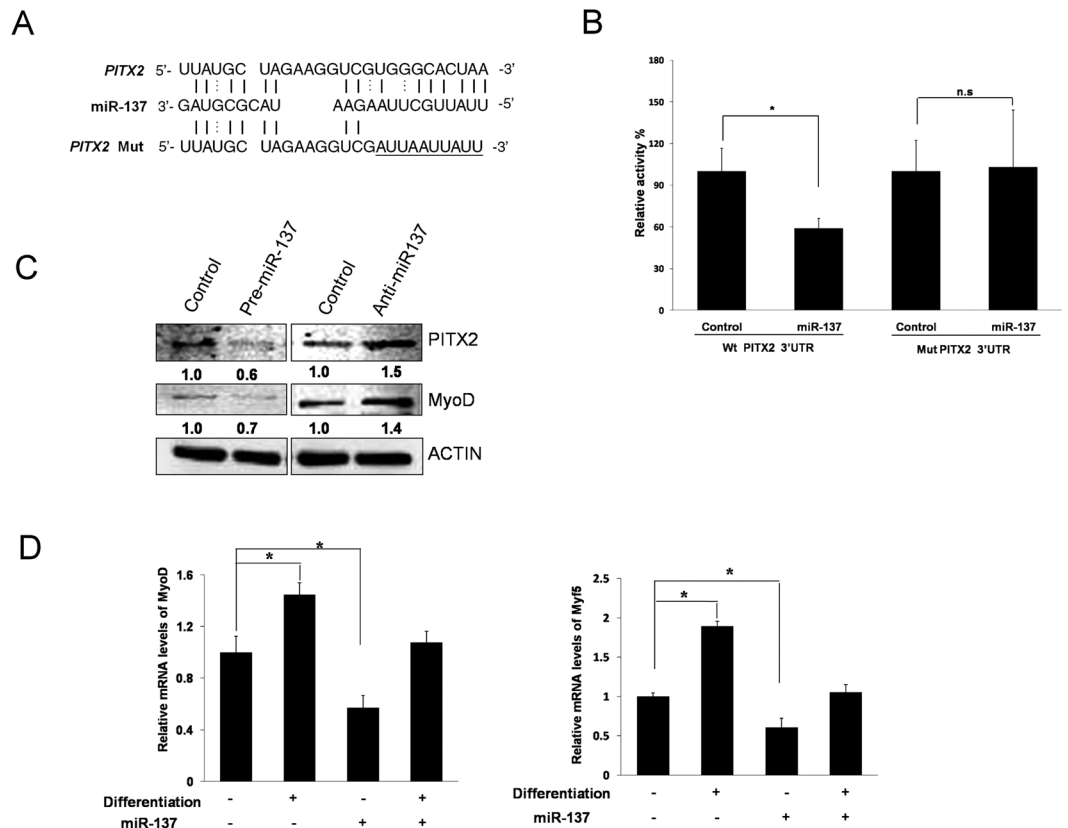 A
PITX2 5'- UUAUGC UAGAAGGUCGUGGGCACUAA -3'
miR-137 3'- GAUGCGCAU AAGAAUUCGUUAUU -5'
PITX2 Mut 5'- UUAUGC UAGAAGGUCGAUUAAUUAUU -3'
B
Relative activity %
180
150
120
90
60
30
0
*
n.s
Control miR-137 Control miR-137
Wt PITX2 3'UTR Mut PITX2 3'UTR
C
Control Pre-miR-137 Control Anti-miR137
PITX2
1.0 0.6 1.0 1.5
MyoD
1.0 0.7 1.0 1.4
ACTIN
D
Relative mRNA levels of MyoD
1.6
1.2
0.8
0.4
0
* *
Differentiation - + - +
miR-137 - - + +
Relative mRNA levels of Myf5
2.5
2
1.5
1
0.5
0
* *
Differentiation - + - +
miR-137 - - + +